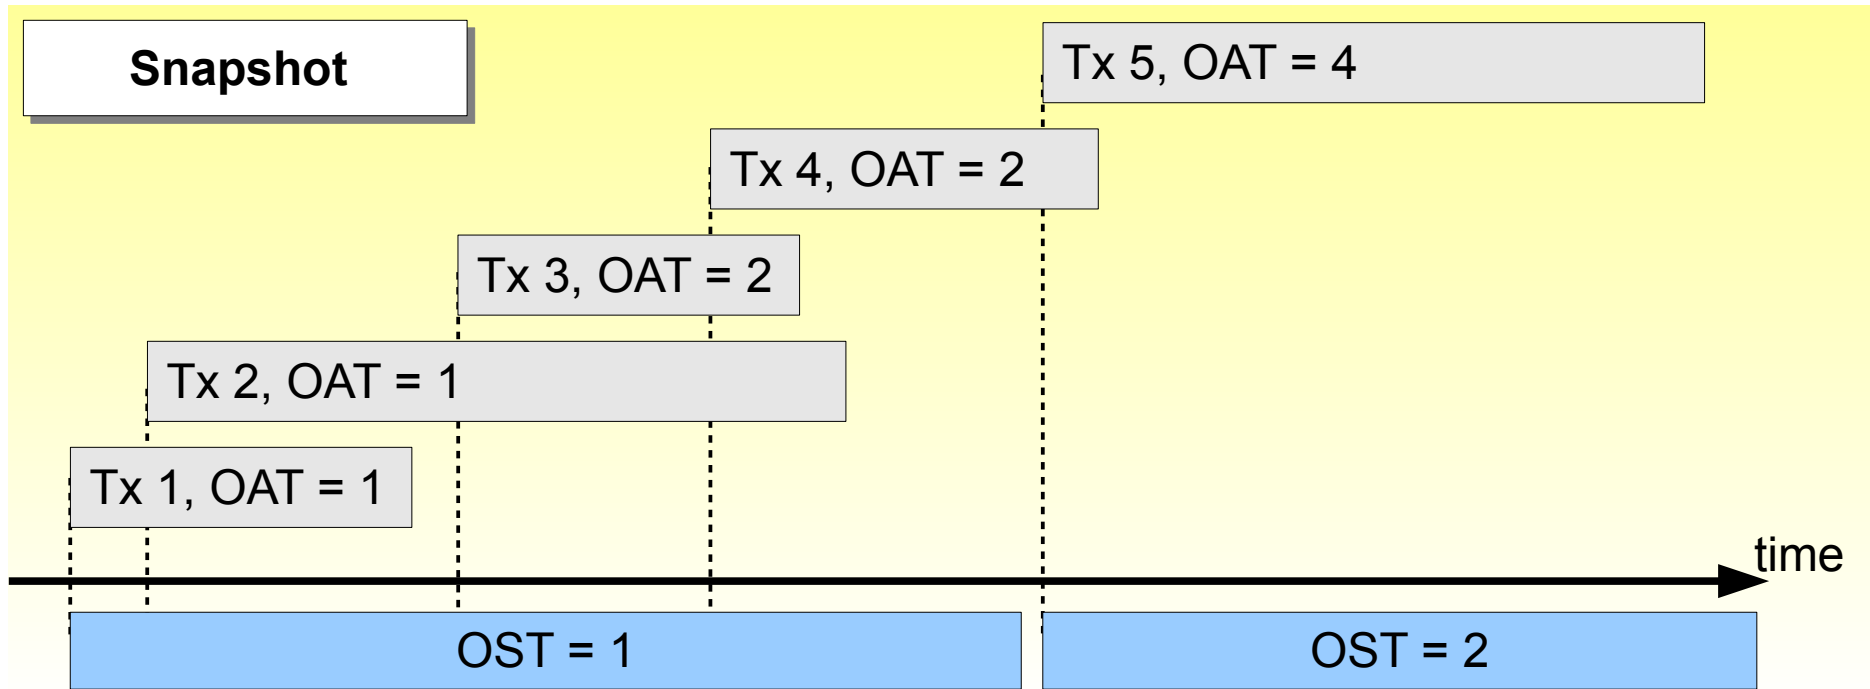 Snapshot
Tx 5, OAT = 4
Tx 4, OAT = 2
Tx 3, OAT = 2
Tx 2, OAT = 1
Tx 1, OAT = 1
time
OST = 1
OST = 2